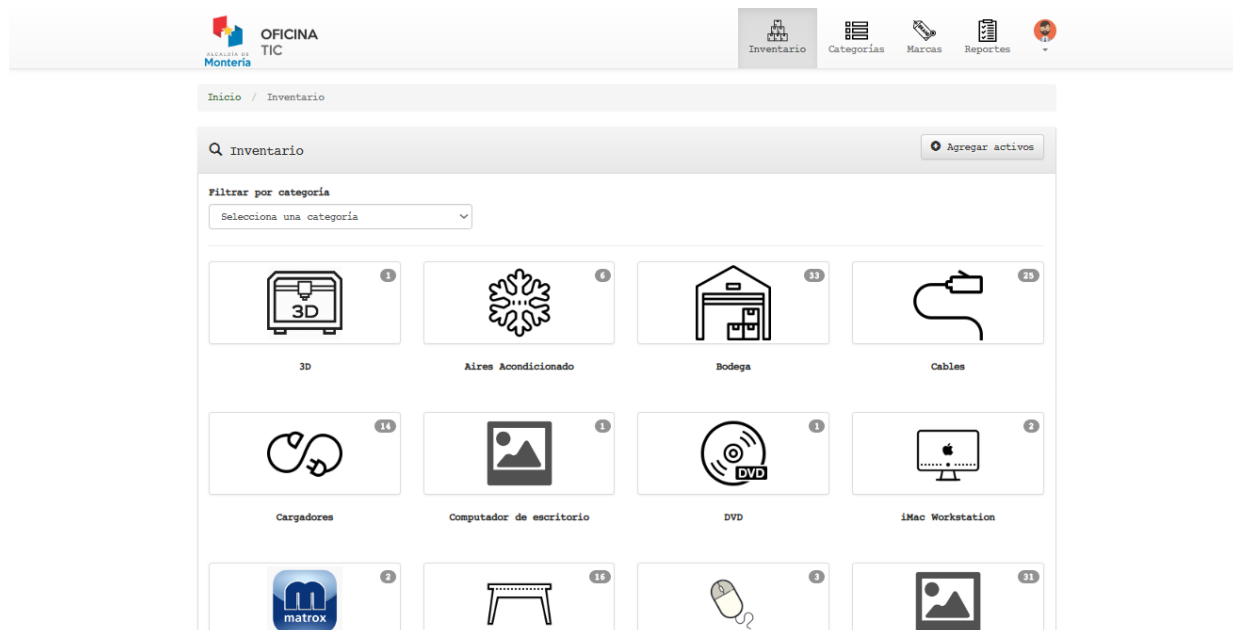 OFICINA
TIC
ALCALDÍA DE
Montería
Inventario
Categorías
Marcas
Reportes
Inicio / Inventario
Inventario
Agregar activos
Filtrar por categoría
Selecciona una categoría
1
6
33
25
3D
3D
Aires Acondicionado
Bodega
Cables
14
1
1
2
DVD
Cargadores
Computador de escritorio
DVD
iMac Workstation
2
16
3
31
m
matrox